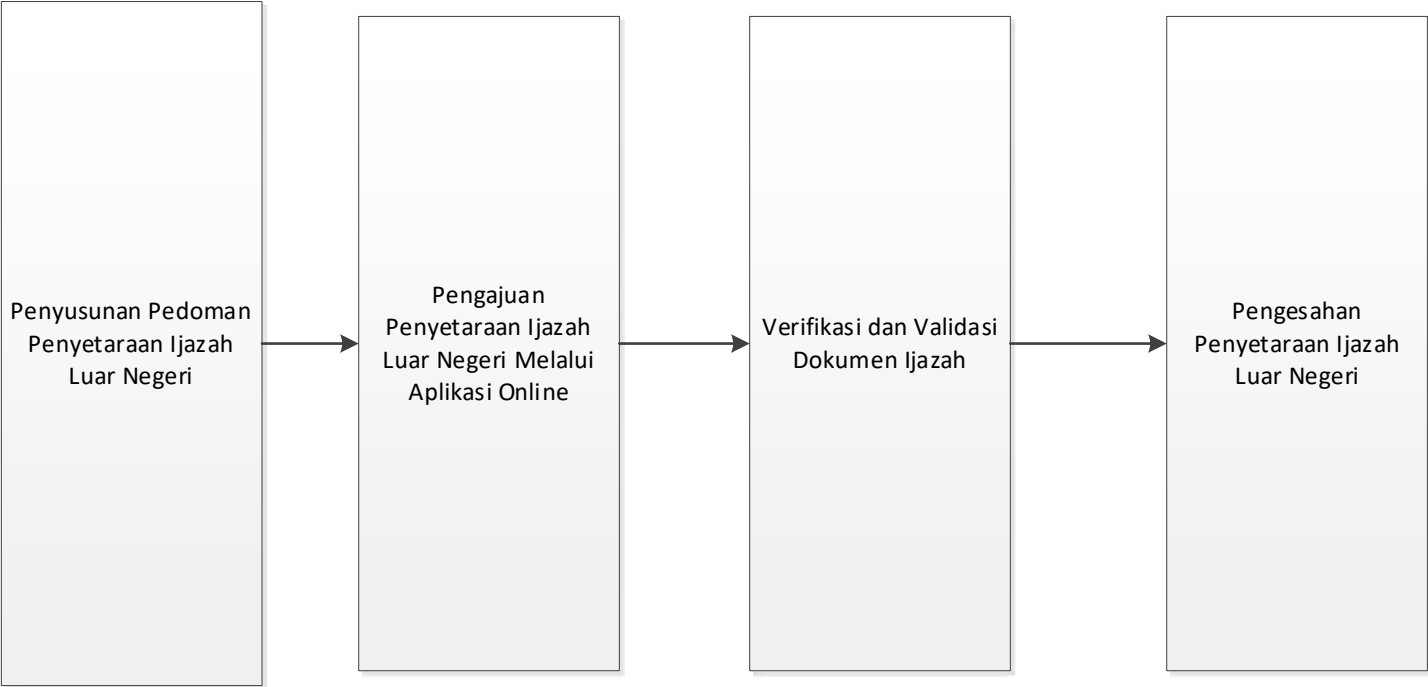 Penyusunan Pedoman
Penyetaraan Ijazah
Luar Negeri
Pengajuan
Penyetaraan Ijazah
Luar Negeri Melalui
Aplikasi Online
Verifikasi dan Validasi
Dokumen Ijazah
Pengesahan
Penyetaraan Ijazah
Luar Negeri